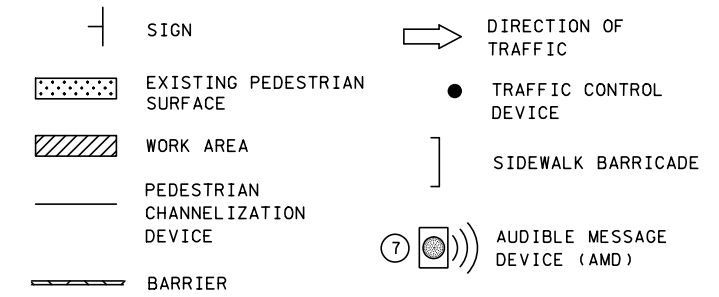 SIGN
EXISTING PEDESTRIAN
SURFACE
WORK AREA
PEDESTRIAN
CHANNELIZATION
DEVICE
BARRIER
DIRECTION OF
TRAFFIC
TRAFFIC CONTROL
DEVICE
SIDEWALK BARRICADE
7
AUDIBLE MESSAGE
DEVICE (AMD)